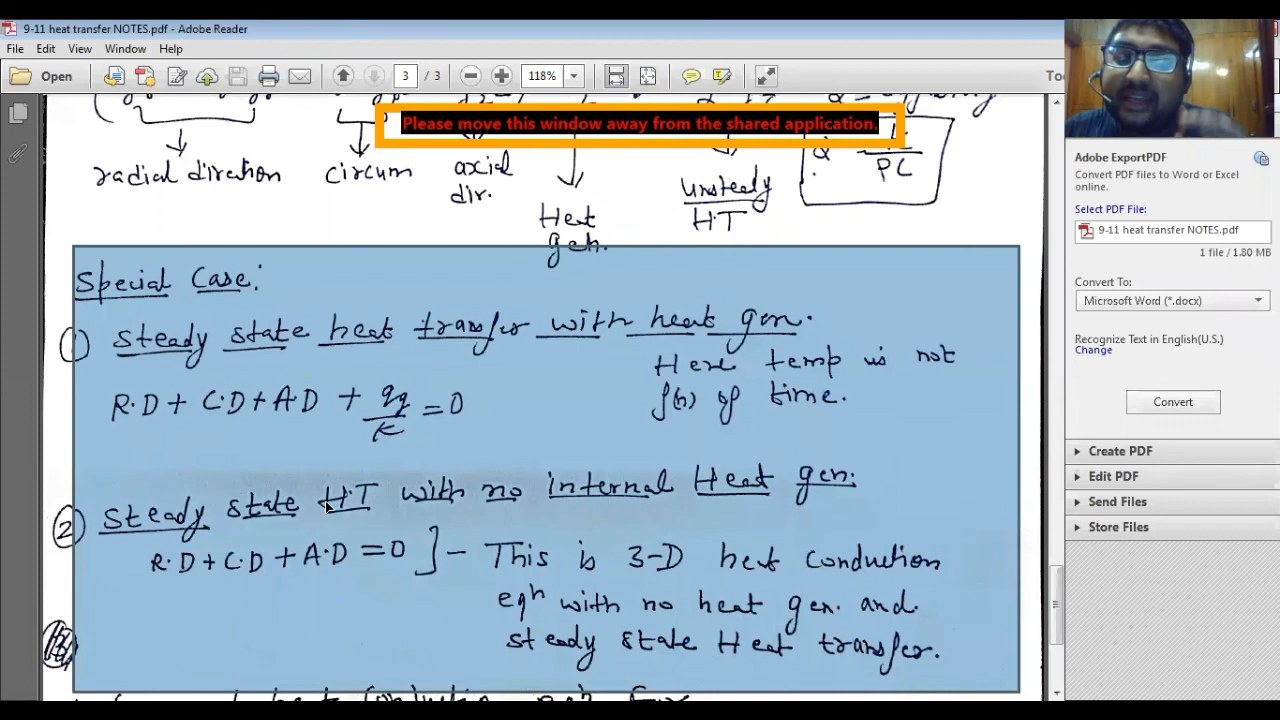 9-11 heat transfer NOTES.pdf - Adobe Reader
File Edit View Window Help
Open 3 / 3 118%
Please move this window away from the shared application.
radial direction circum axial
dir.
Heat
gen.
unsteady
H·T
PC
Special Case:
① Steady state heat transfer with heat gen.
Here temp is not
f(n) of time.
R·D + C·D + A·D + qg/K = 0
② Steady state H·T with no internal Heat gen.
R·D + C·D + A·D = 0 ] - This is 3-D heat conduction
eqn with no heat gen. and
steady state Heat transfer.
Adobe ExportPDF
Convert PDF files to Word or Excel
online.
Select PDF File:
9-11 heat transfer NOTES.pdf
1 file / 1.80 MB
Convert To:
Microsoft Word (*.docx)
Recognize Text in English(U.S.)
Change
Convert
Create PDF
Edit PDF
Send Files
Store Files